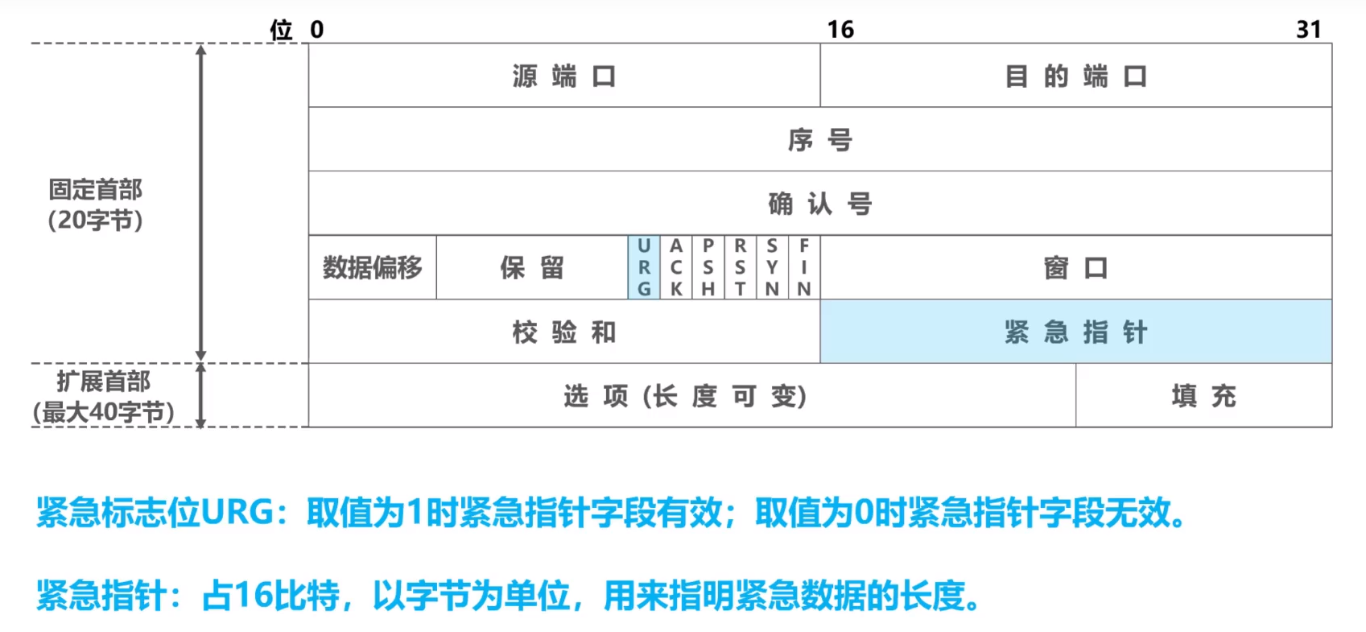 位 0 16 31
源 端 口 目 的 端 口
序 号
确 认 号
固定首部
(20字节)
数据偏移 保 留 URG ACK PSH RST SYN FIN 窗 口
校 验 和 紧 急 指 针
扩展首部
(最大40字节)
选 项 (长 度 可 变) 填 充
紧急标志位URG：取值为1时紧急指针字段有效；取值为0时紧急指针字段无效。
紧急指针：占16比特，以字节为单位，用来指明紧急数据的长度。